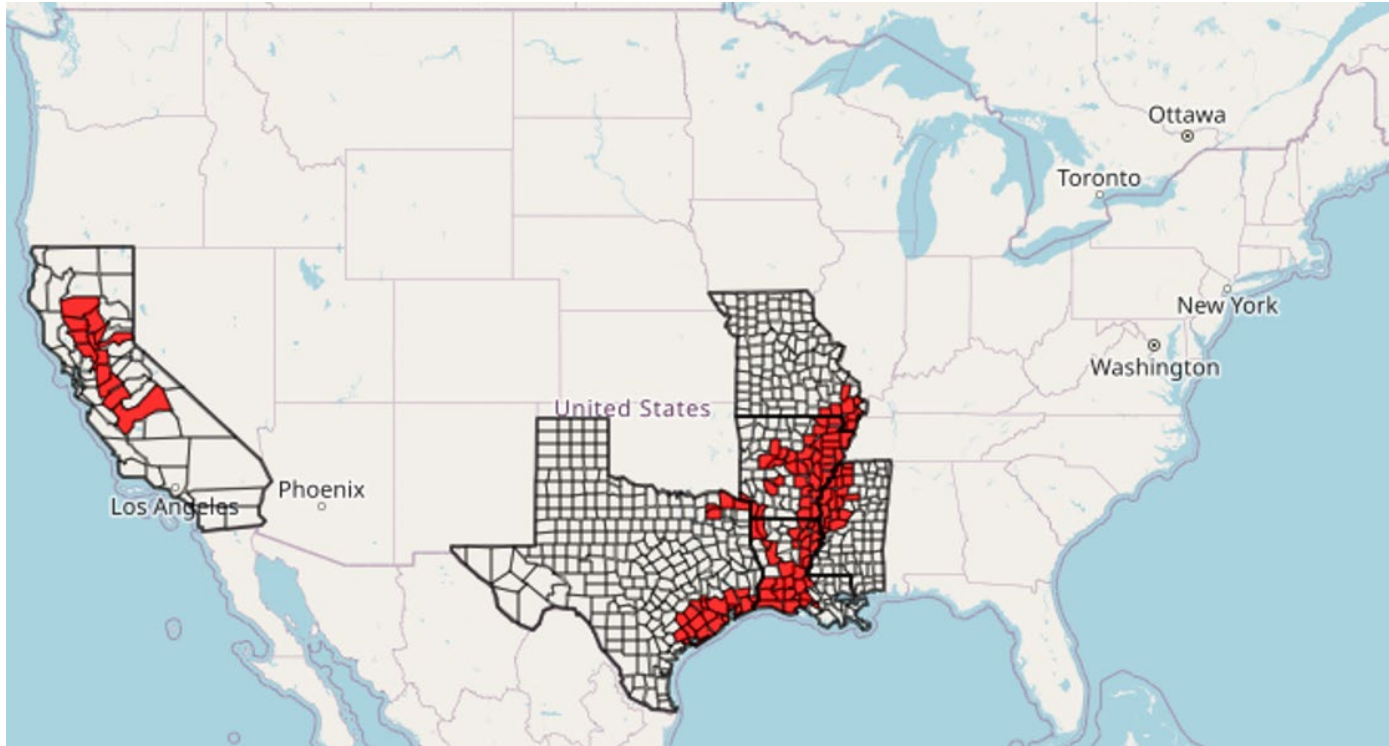 Ottawa
Toronto
New York
Washington
United States
Phoenix
Los Angeles